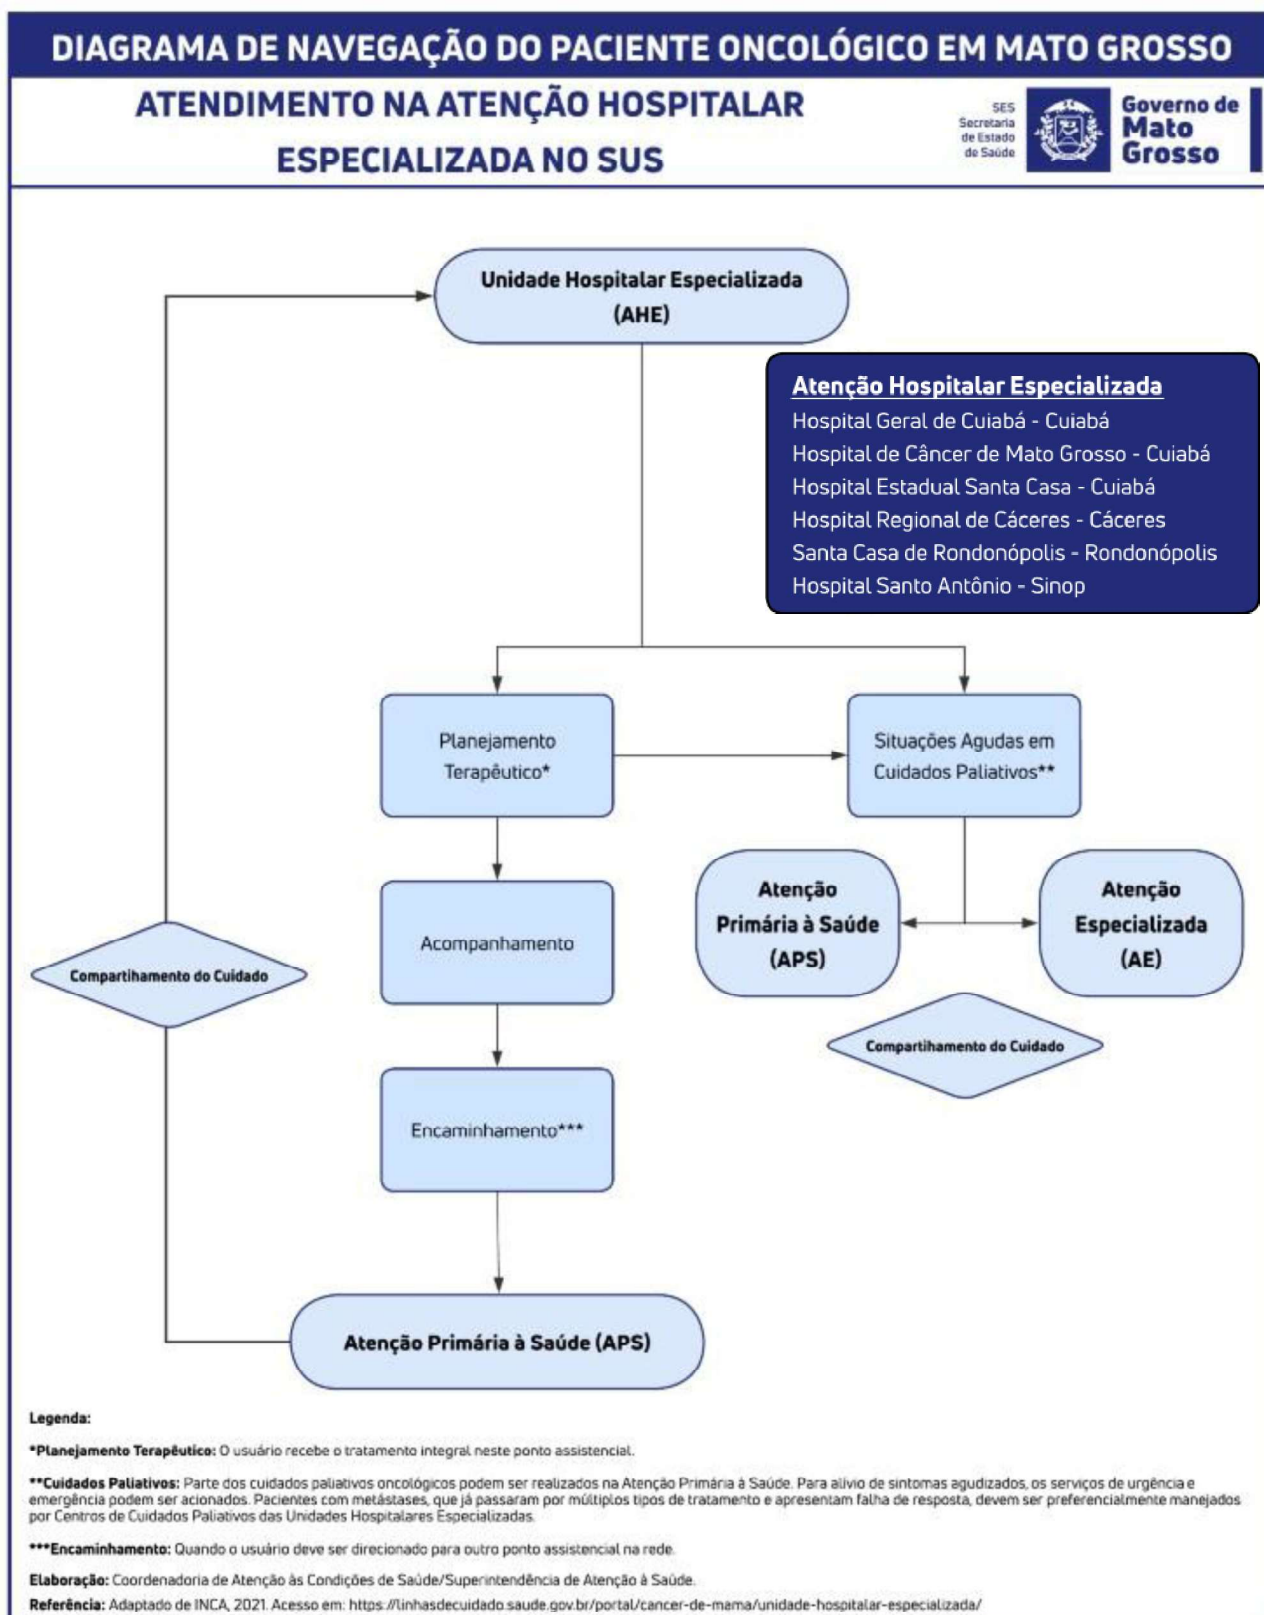 DIAGRAMA DE NAVEGAÇÃO DO PACIENTE ONCOLÓGICO EM MATO GROSSO
ATENDIMENTO NA ATENÇÃO HOSPITALAR
ESPECIALIZADA NO SUS
SES
Secretaria
de Estado
de Saúde
Governo de
Mato
Grosso
Unidade Hospitalar Especializada
(AHE)
Atenção Hospitalar Especializada
Hospital Geral de Cuiabá - Cuiabá
Hospital de Câncer de Mato Grosso - Cuiabá
Hospital Estadual Santa Casa - Cuiabá
Hospital Regional de Cáceres - Cáceres
Santa Casa de Rondonópolis - Rondonópolis
Hospital Santo Antônio - Sinop
Planejamento
Terapêutico*
Situações Agudas em
Cuidados Paliativos**
Atenção
Primária à Saúde
(APS)
Atenção
Especializada
(AE)
Acompanhamento
Compartihamento do Cuidado
Compartihamento do Cuidado
Encaminhamento***
Atenção Primária à Saúde (APS)
Legenda:
*Planejamento Terapêutico: O usuário recebe o tratamento integral neste ponto assistencial.
**Cuidados Paliativos: Parte dos cuidados paliativos oncológicos podem ser realizados na Atenção Primária à Saúde. Para alívio de sintomas agudizados, os serviços de urgência e
emergência podem ser acionados. Pacientes com metástases, que já passaram por múltiplos tipos de tratamento e apresentam falha de resposta, devem ser preferencialmente manejados
por Centros de Cuidados Paliativos das Unidades Hospitalares Especializadas.
***Encaminhamento: Quando o usuário deve ser direcionado para outro ponto assistencial na rede.
Elaboração: Coordenadoria de Atenção às Condições de Saúde/Superintendência de Atenção à Saúde.
Referência: Adaptado de INCA, 2021. Acesso em: https://linhasdecuidado.saude.gov.br/portal/cancer-de-mama/unidade-hospitalar-especializada/